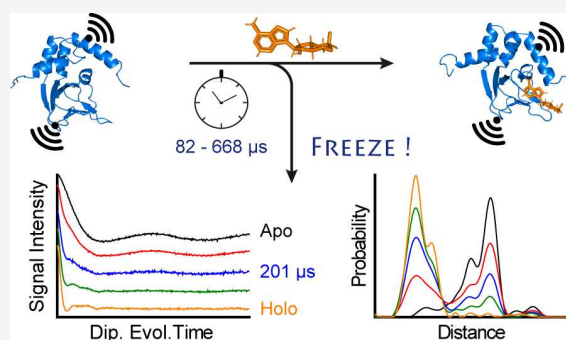 82 - 668 µs
FREEZE !
Signal Intensity
Apo
201 µs
Holo
Dip. Evol.Time
Probability
Distance